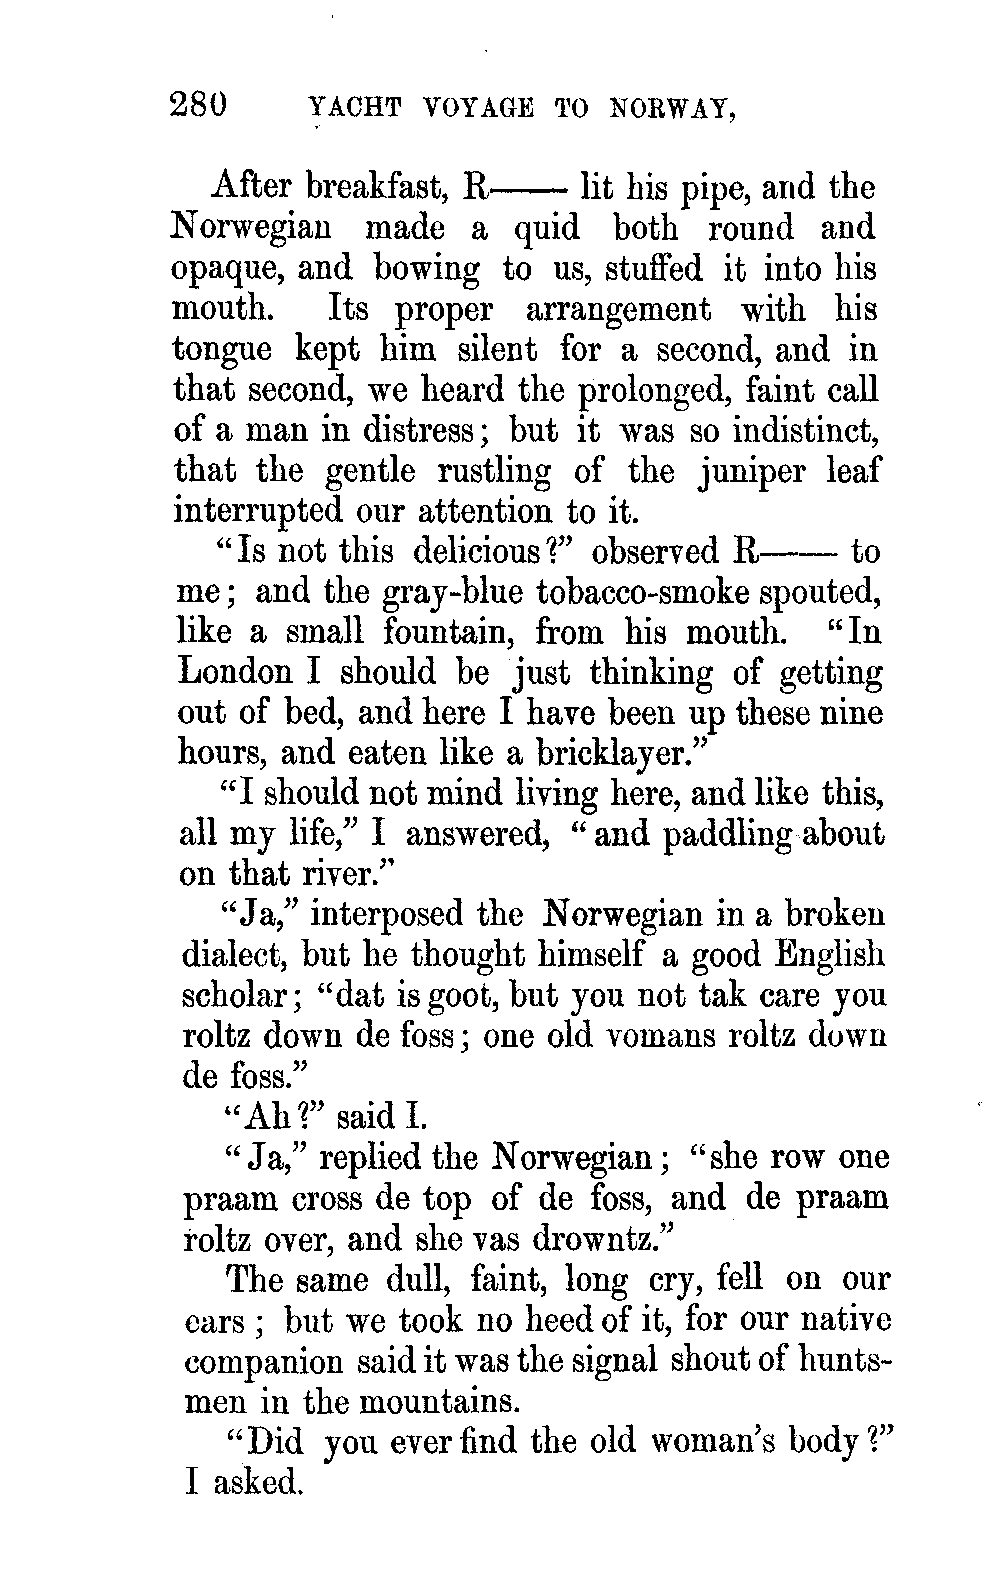 280 YACHT VOYAGE TO NORWAY,
After breakfast, R—— lit his pipe, and the
Norwegian made a quid both round and
opaque, and bowing to us, stuffed it into his
mouth. Its proper arrangement with his
tongue kept him silent for a second, and in
that second, we heard the prolonged, faint call
of a man in distress; but it was so indistinct,
that the gentle rustling of the juniper leaf
interrupted our attention to it.
“Is not this delicious?” observed R—— to
me; and the gray-blue tobacco-smoke spouted,
like a small fountain, from his mouth. “In
London I should be just thinking of getting
out of bed, and here I have been up these nine
hours, and eaten like a bricklayer.”
“I should not mind living here, and like this,
all my life,” I answered, “and paddling about
on that river.”
“Ja,” interposed the Norwegian in a broken
dialect, but he thought himself a good English
scholar; “dat is goot, but you not tak care you
roltz down de foss; one old vomans roltz down
de foss.”
“Ah?” said I.
“Ja,” replied the Norwegian; “she row one
praam cross de top of de foss, and de praam
roltz over, and she vas drowntz.”
The same dull, faint, long cry, fell on our
ears; but we took no heed of it, for our native
companion said it was the signal shout of hunts-
men in the mountains.
“Did you ever find the old woman's body?”
I asked.